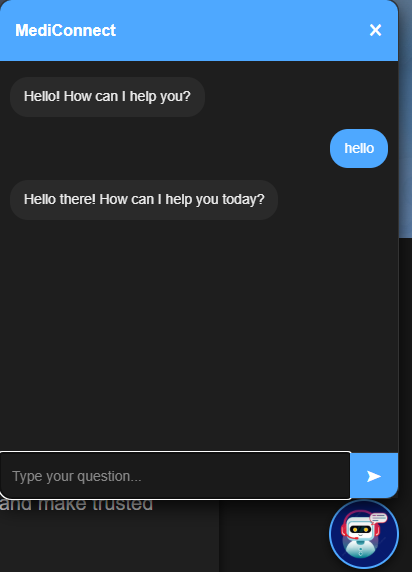 MediConnect ×
Hello! How can I help you?
hello
Hello there! How can I help you today?
Type your question...
and make trusted